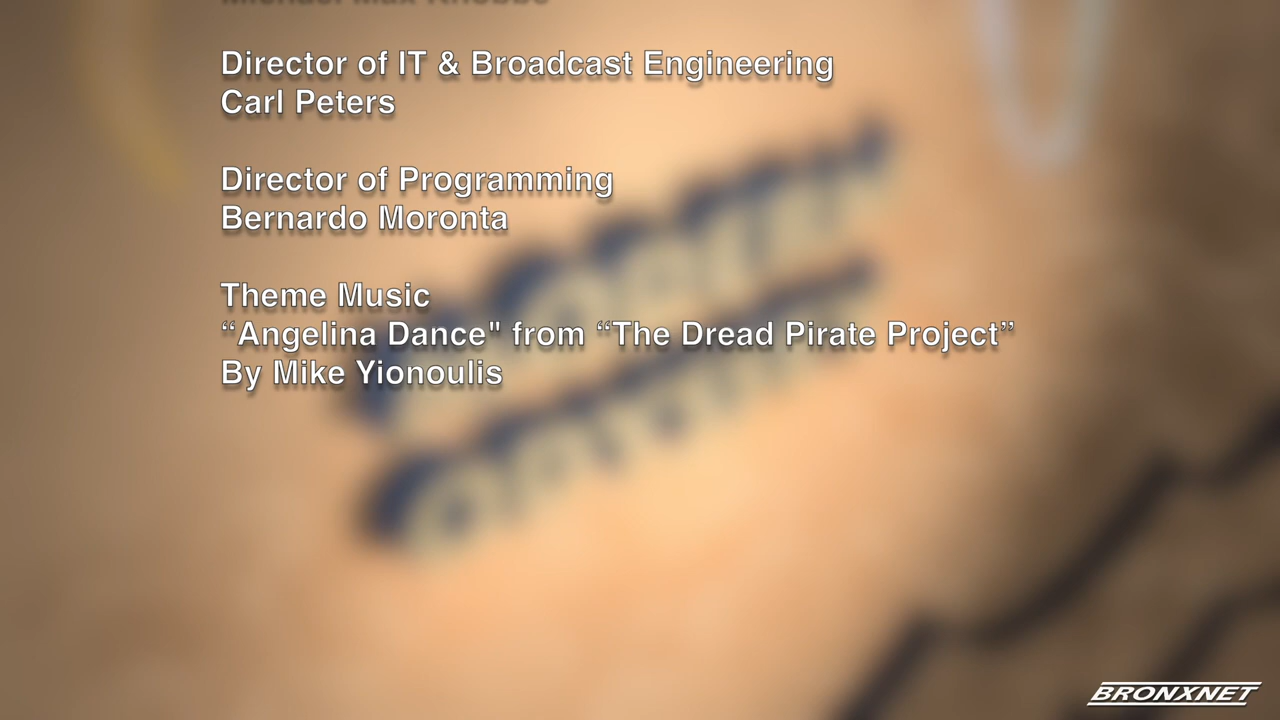 Director of IT & Broadcast Engineering
Carl Peters
Director of Programming
Bernardo Moronta
Theme Music
“Angelina Dance" from “The Dread Pirate Project”
By Mike Yionoulis
BRONXNET